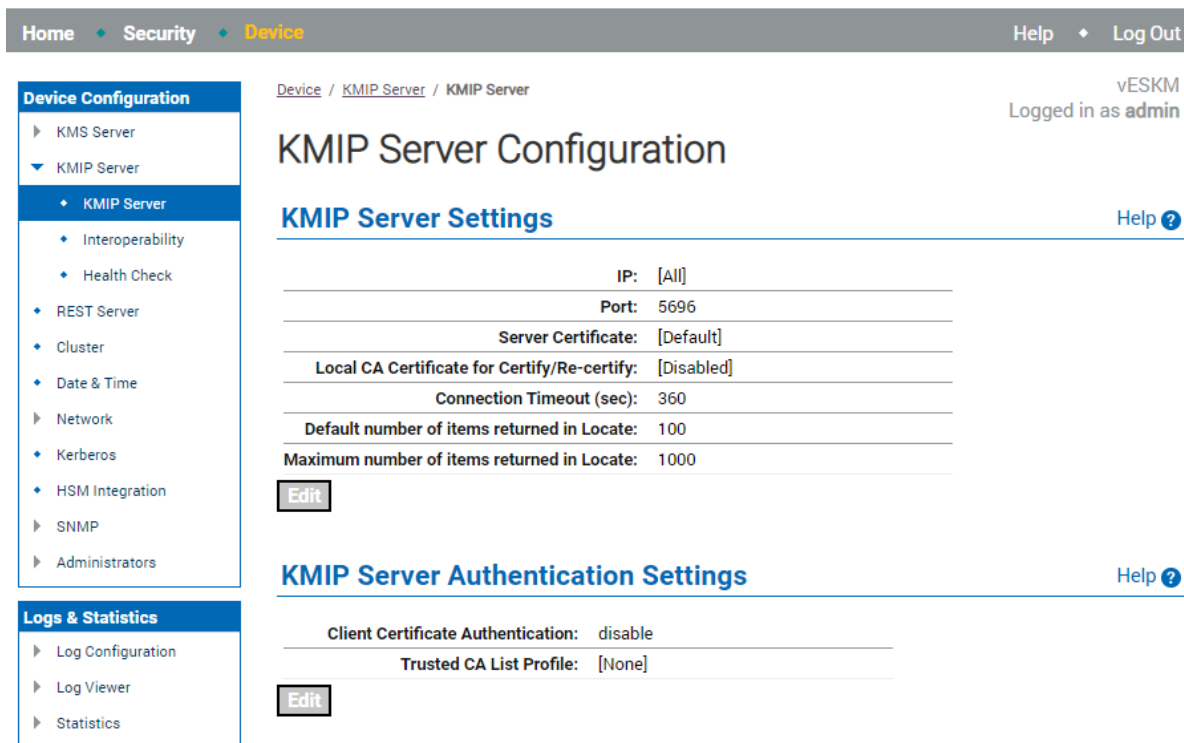 Home • Security • Device
Help • Log Out
vESKM
Logged in as admin
Device Configuration
KMS Server
KMIP Server
KMIP Server
Interoperability
Health Check
REST Server
Cluster
Date & Time
Network
Kerberos
HSM Integration
SNMP
Administrators
Logs & Statistics
Log Configuration
Log Viewer
Statistics
Device / KMIP Server / KMIP Server
KMIP Server Configuration
KMIP Server Settings
Help ?
IP: [All]
Port: 5696
Server Certificate: [Default]
Local CA Certificate for Certify/Re-certify: [Disabled]
Connection Timeout (sec): 360
Default number of items returned in Locate: 100
Maximum number of items returned in Locate: 1000
Edit
KMIP Server Authentication Settings
Help ?
Client Certificate Authentication: disable
Trusted CA List Profile: [None]
Edit